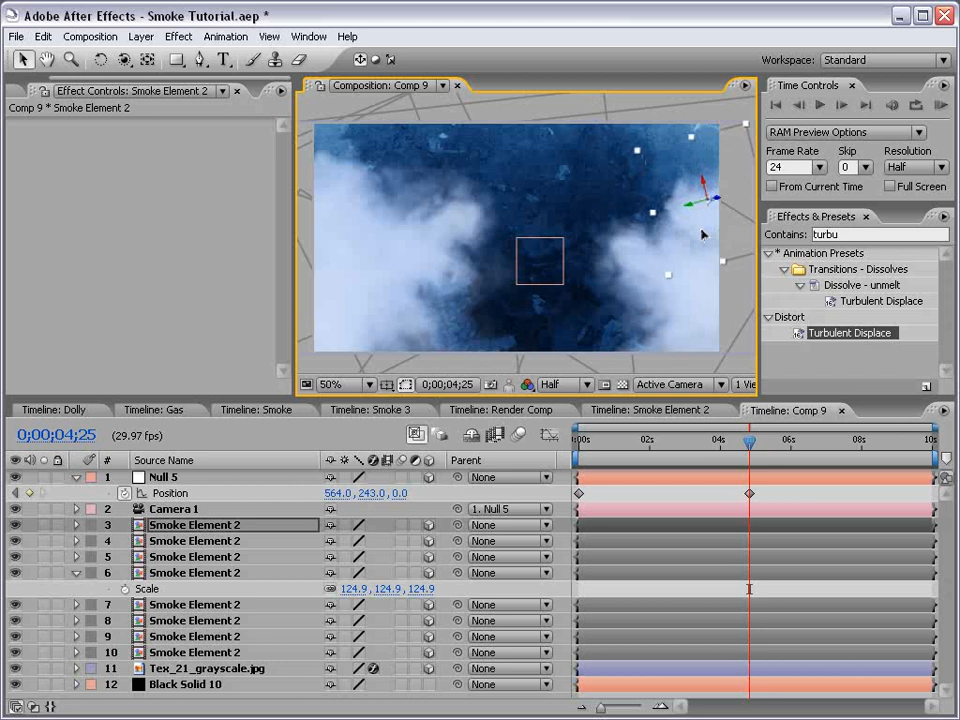 Adobe After Effects - Smoke Tutorial.aep *
File Edit Composition Layer Effect Animation View Window Help
Workspace: Standard
Effect Controls: Smoke Element 2
Comp 9 * Smoke Element 2
Composition: Comp 9
50% 0;00;04;25 Half Active Camera 1 Vie
Time Controls
RAM Preview Options
Frame Rate Skip Resolution
24 0 Half
From Current Time Full Screen
Effects & Presets
Contains: turbu
* Animation Presets
Transitions - Dissolves
Dissolve - unmelt
Turbulent Displace
Distort
Turbulent Displace
Timeline: Dolly Timeline: Gas Timeline: Smoke Timeline: Smoke 3 Timeline: Render Comp Timeline: Smoke Element 2 Timeline: Comp 9
0;00;04;25 (29.97 fps)
:00s 02s 04s 06s 08s 10s
# Source Name Parent
1 Null 5 None
Position 564.0, 243.0, 0.0
2 Camera 1 1. Null 5
3 Smoke Element 2 None
4 Smoke Element 2 None
5 Smoke Element 2 None
6 Smoke Element 2 None
Scale 124.9, 124.9, 124.9
7 Smoke Element 2 None
8 Smoke Element 2 None
9 Smoke Element 2 None
10 Smoke Element 2 None
11 Tex_21_grayscale.jpg None
12 Black Solid 10 None